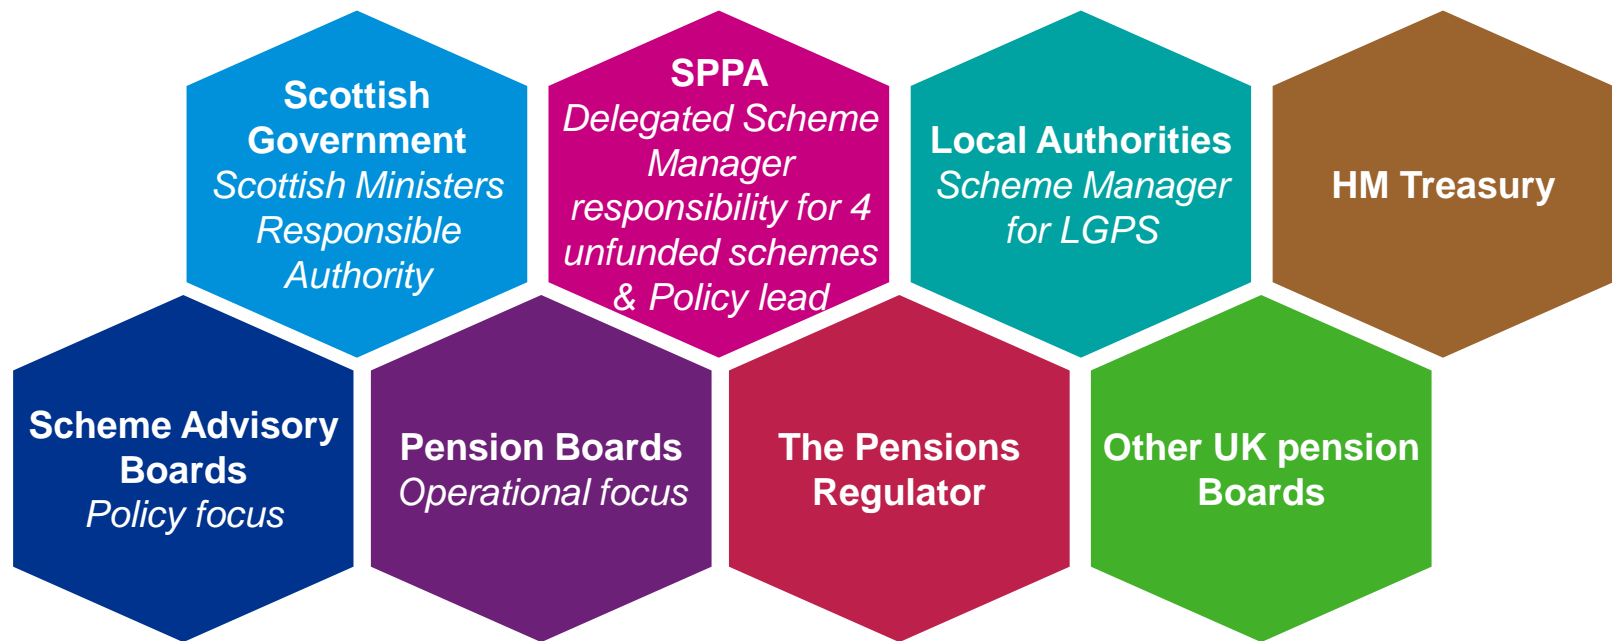 Scottish
Government
Scottish Ministers
Responsible
Authority
SPPA
Delegated Scheme
Manager
responsibility for 4
unfunded schemes
& Policy lead
Local Authorities
Scheme Manager
for LGPS
HM Treasury
Scheme Advisory
Boards
Policy focus
Pension Boards
Operational focus
The Pensions
Regulator
Other UK pension
Boards